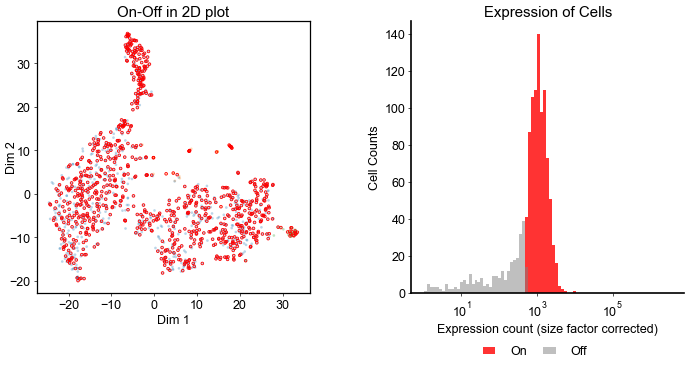 On-Off in 2D plot
Dim 2
30
20
10
0
−10
−20
−20 −10 0 10 20 30
Dim 1
Expression of Cells
Cell Counts
140
120
100
80
60
40
20
0
10¹ 10³ 10⁵
Expression count (size factor corrected)
On Off